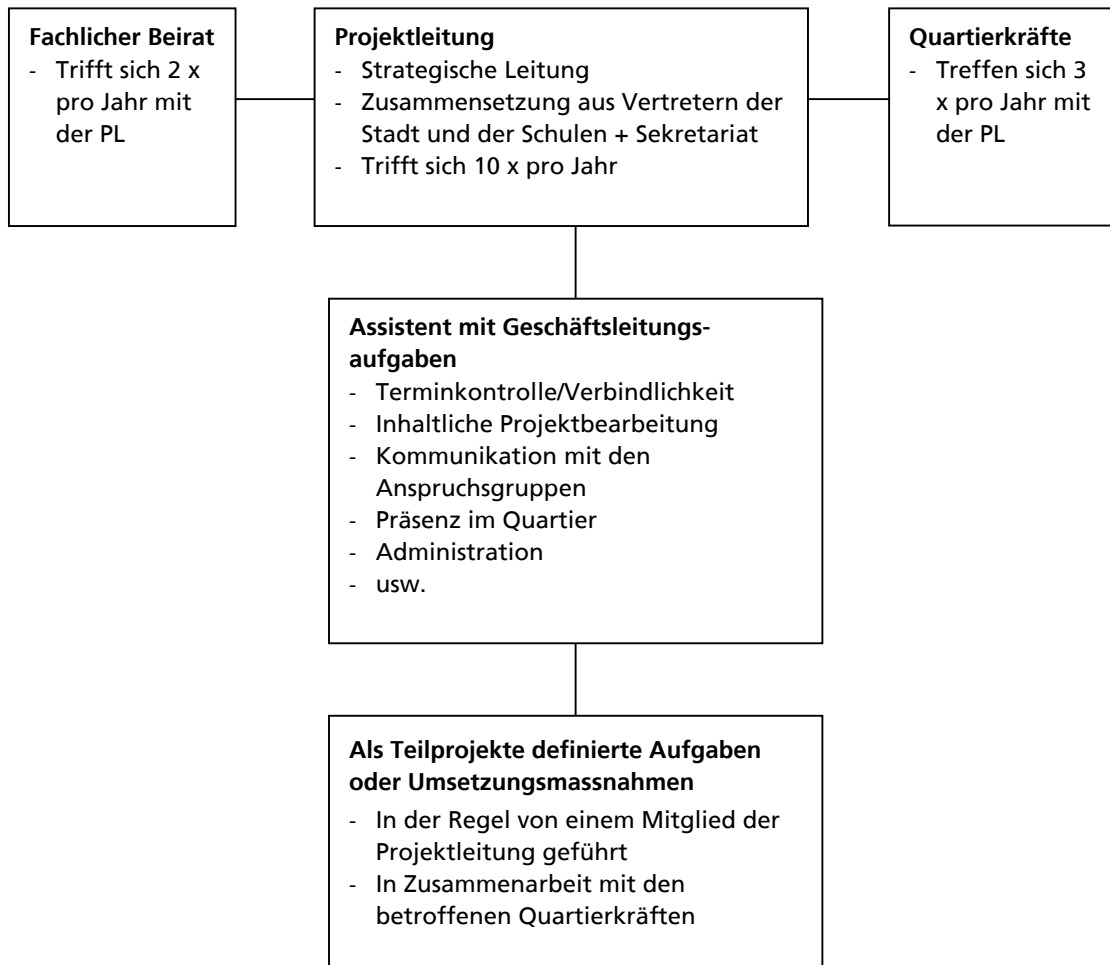 Fachlicher Beirat
- Trifft sich 2 x
pro Jahr mit
der PL
Projektleitung
- Strategische Leitung
- Zusammensetzung aus Vertretern der
Stadt und der Schulen + Sekretariat
- Trifft sich 10 x pro Jahr
Quartierkräfte
- Treffen sich 3
x pro Jahr mit
der PL
Assistent mit Geschäftsleitungs-
aufgaben
- Terminkontrolle/Verbindlichkeit
- Inhaltliche Projektbearbeitung
- Kommunikation mit den
Anspruchsgruppen
- Präsenz im Quartier
- Administration
- usw.
Als Teilprojekte definierte Aufgaben
oder Umsetzungsmassnahmen
- In der Regel von einem Mitglied der
Projektleitung geführt
- In Zusammenarbeit mit den
betroffenen Quartierkräften